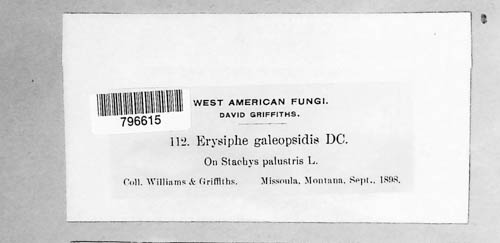 WEST AMERICAN FUNGI.
DAVID GRIFFITHS.
796615
112. Erysiphe galeopsidis DC.
On Stachys palustris L.
Coll. Williams & Griffiths. Missoula, Montana, Sept., 1898.